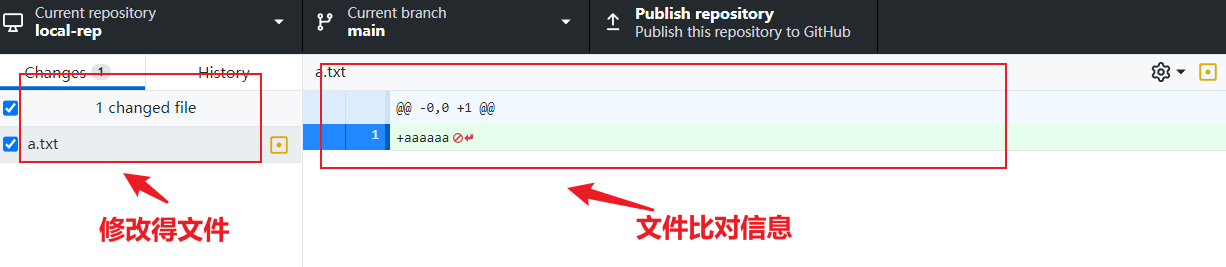 Current repository
local-rep
Current branch
main
Publish repository
Publish this repository to GitHub
Changes 1
History
a.txt
1 changed file
@@ -0,0 +1 @@
a.txt
1 +aaaaaa
修改得文件
文件比对信息